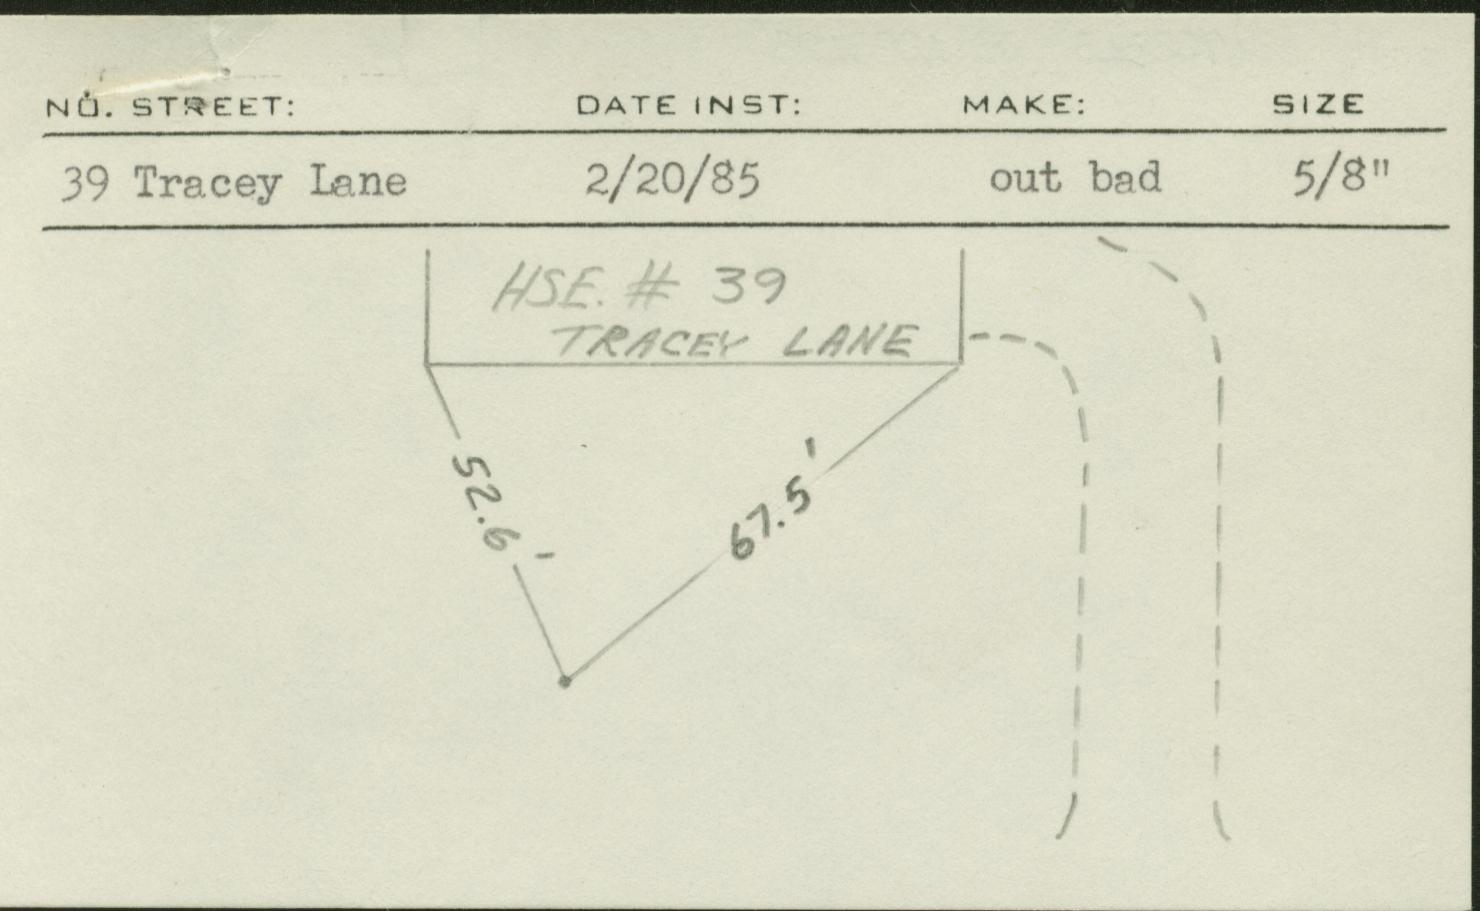 NO. STREET: DATE INST: MAKE: SIZE
39 Tracey Lane 2/20/85 out bad 5/8"
HSE. # 39
TRACEY LANE
52.6'
67.5'